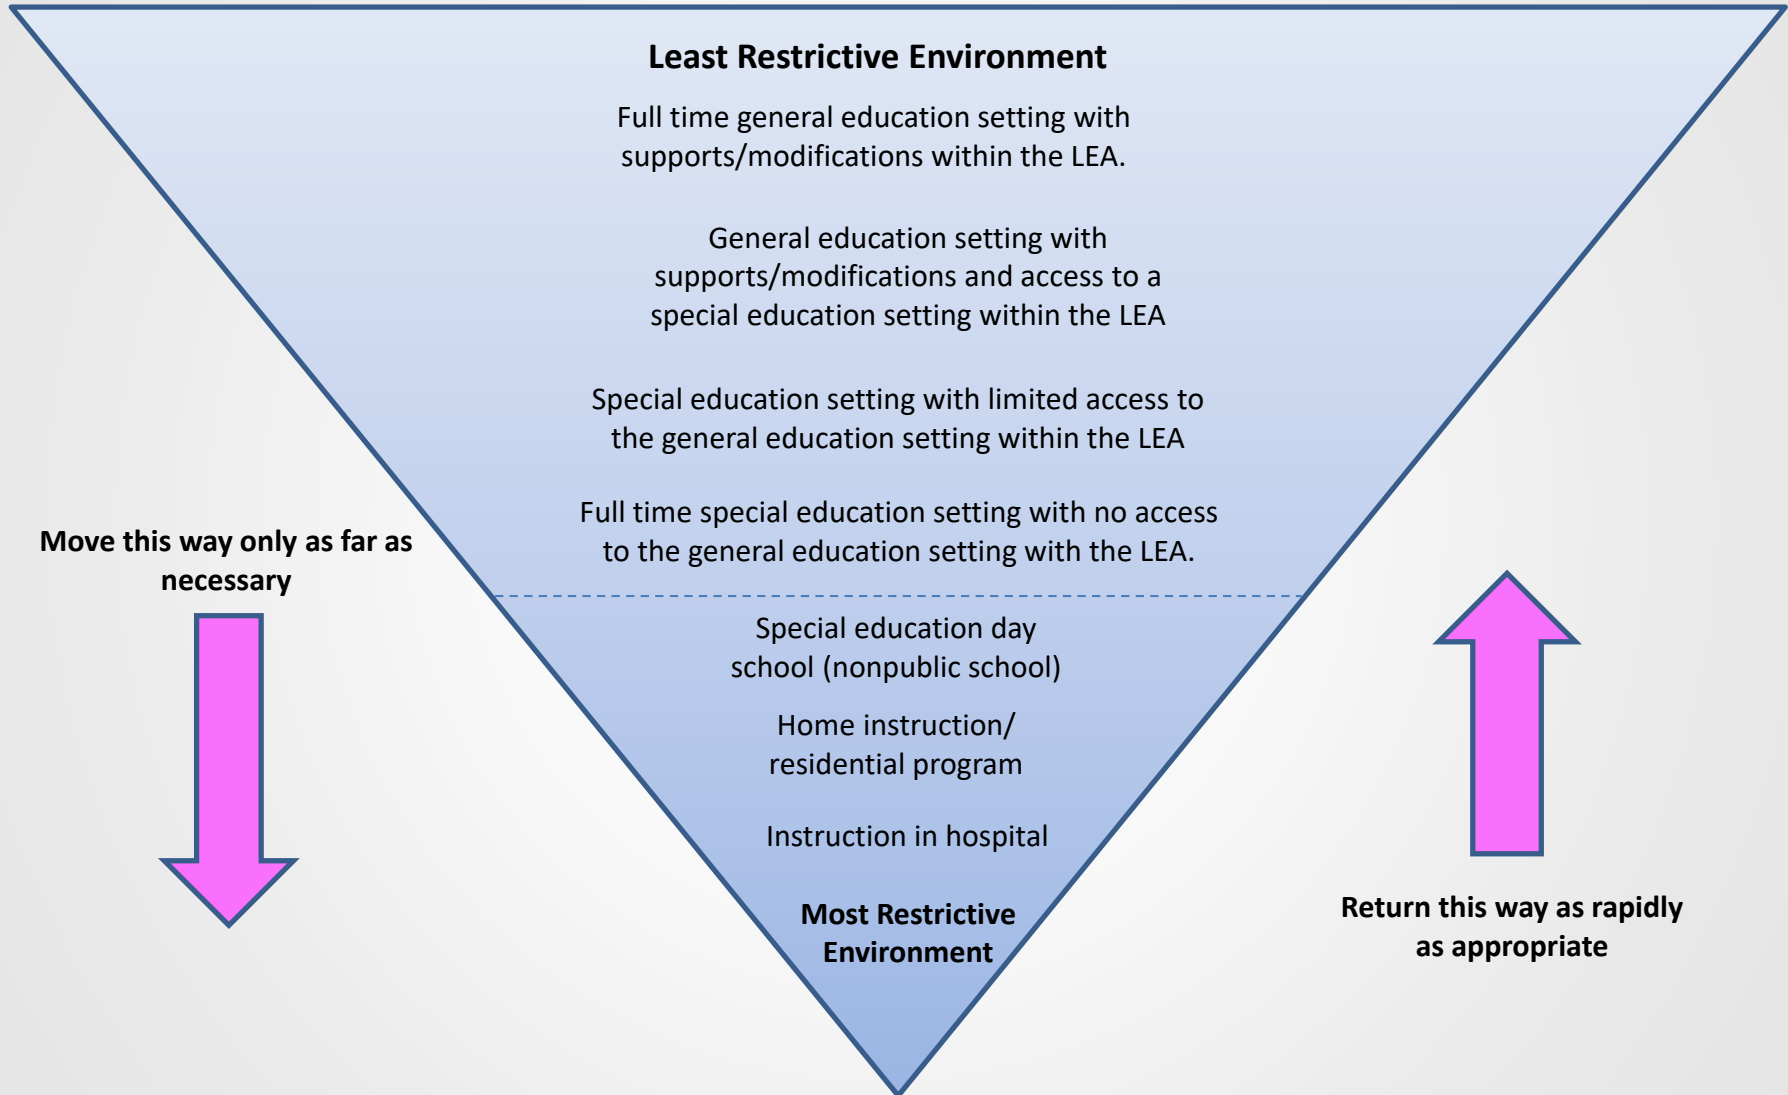 Least Restrictive Environment
Full time general education setting with
supports/modifications within the LEA.
General education setting with
supports/modifications and access to a
special education setting within the LEA
Special education setting with limited access to
the general education setting within the LEA
Full time special education setting with no access
to the general education setting with the LEA.
Move this way only as far as
necessary
Special education day
school (nonpublic school)
Home instruction/
residential program
Instruction in hospital
Most Restrictive
Environment
Return this way as rapidly
as appropriate